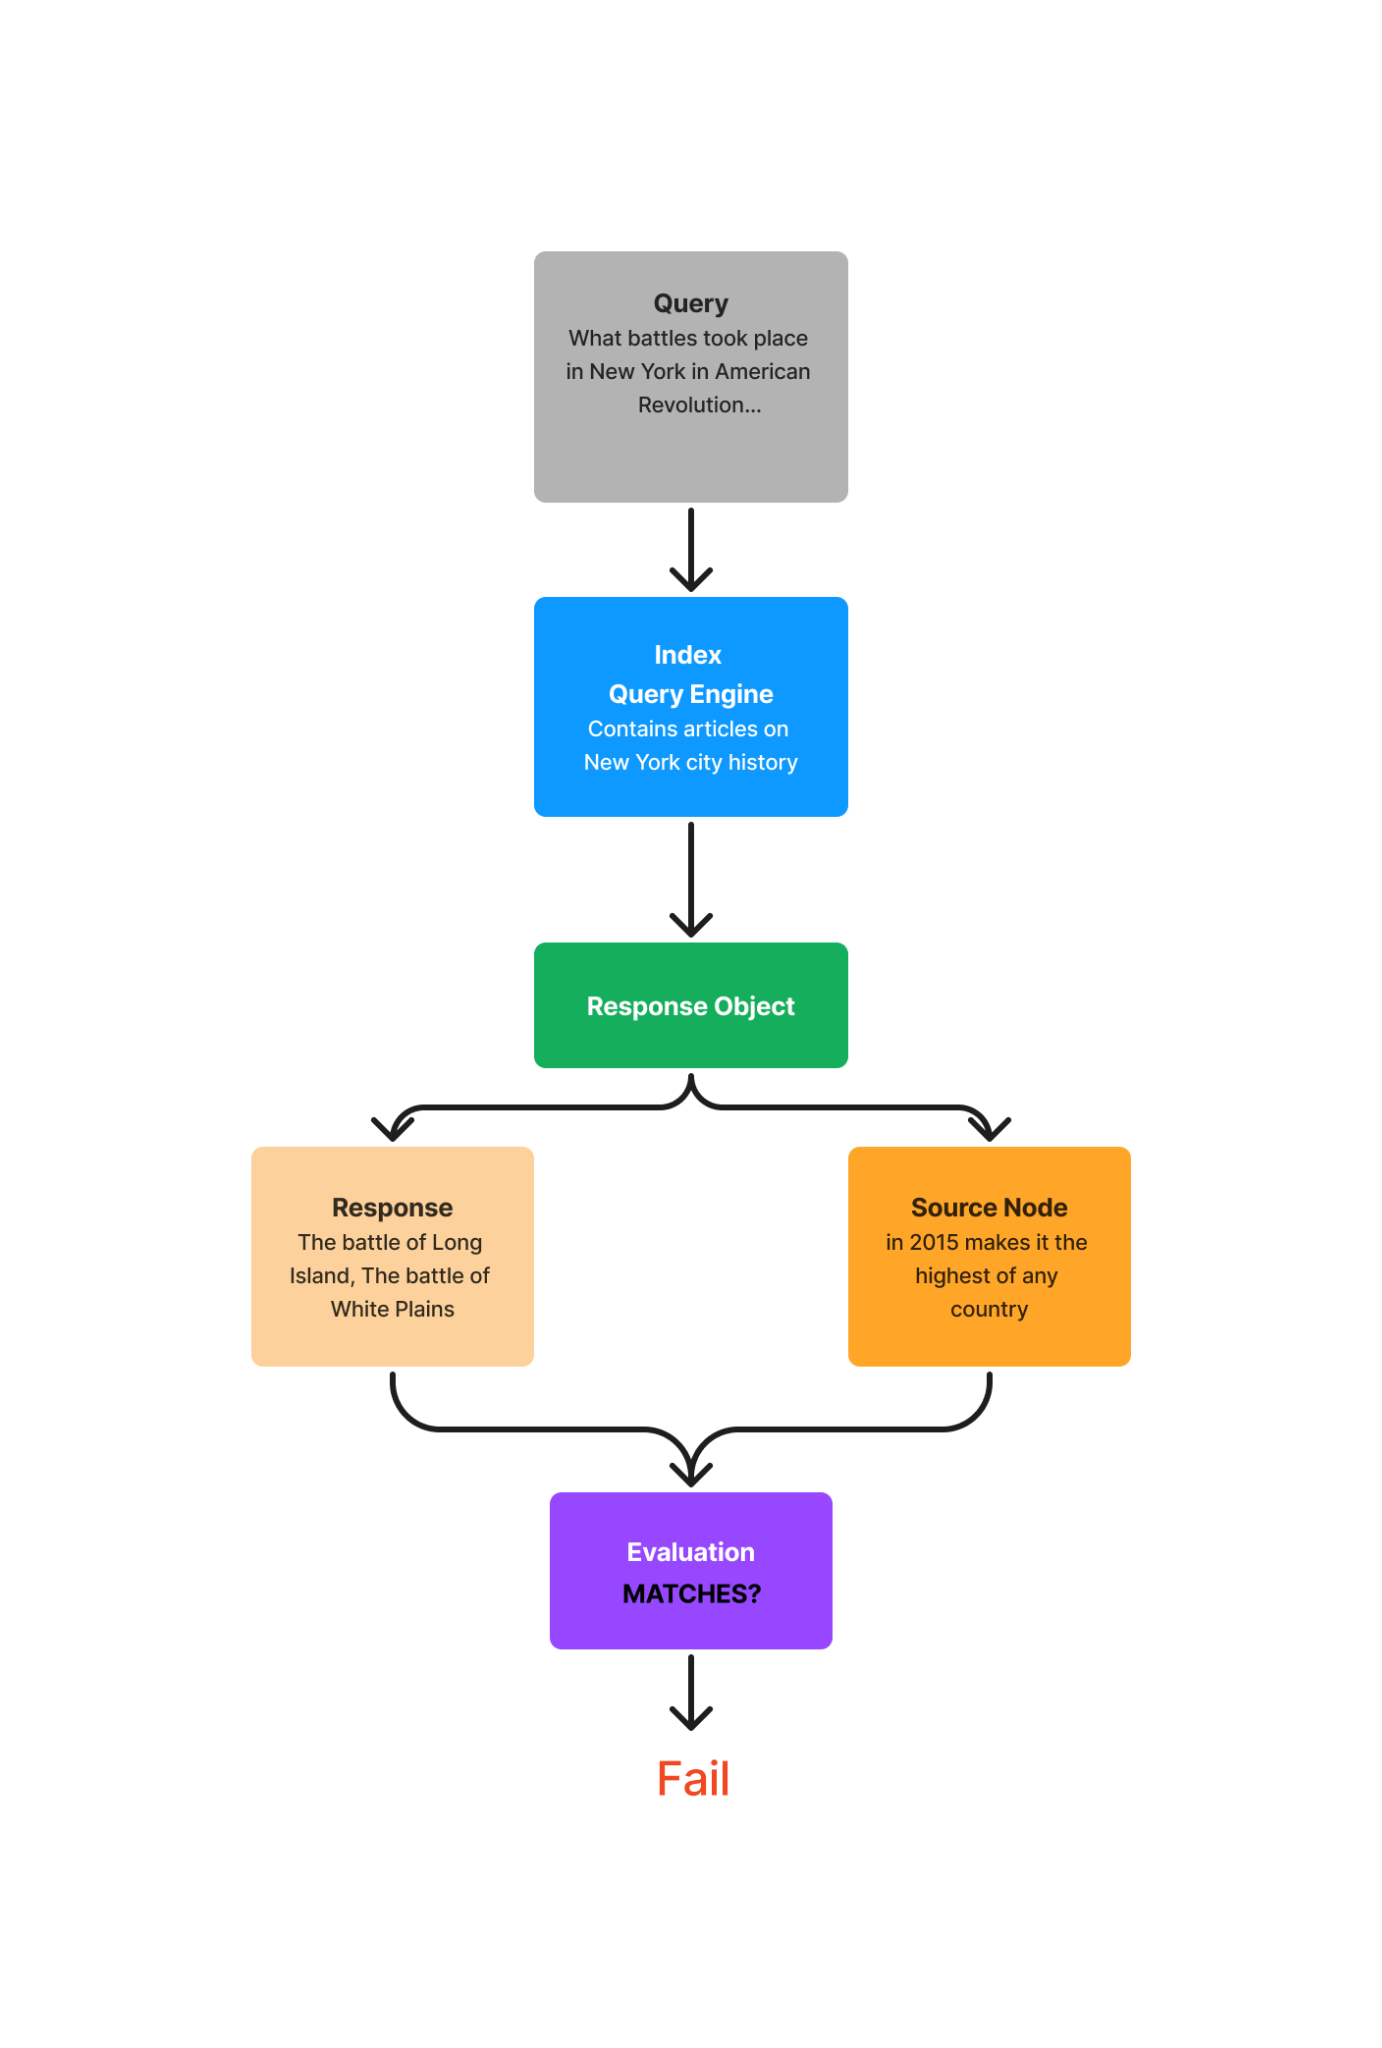 Query
What battles took place
in New York in American
Revolution...
Index
Query Engine
Contains articles on
New York city history
Response Object
Response
The battle of Long
Island, The battle of
White Plains
Source Node
in 2015 makes it the
highest of any
country
Evaluation
MATCHES?
Fail